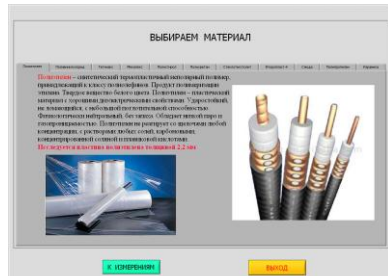 ВЫБИРАЕМ МАТЕРИАЛ
Полиэтилен – синтетический термопластичный неполярный полимер,
принадлежащий к классу полиолефинов. Продукт полимеризации
этилена. Твердое вещество белого цвета. Полиэтилен – пластический
материал с хорошими диэлектрическими свойствами. Ударостойкий,
не ломающийся, с небольшой поглотительной способностью.
Физиологически нейтральный, без запаха. Обладает низкой паро и
газопроницаемостью. Полиэтилен не реагирует со щелочами любой
концентрации, с растворами любых солей, карбоновыми,
концентрированной соляной и плавиковой кислотами.
Исследуется пластина полиэтилена толщиной 2,2 мм
К ИЗМЕРЕНИЯМ
ВЫХОД